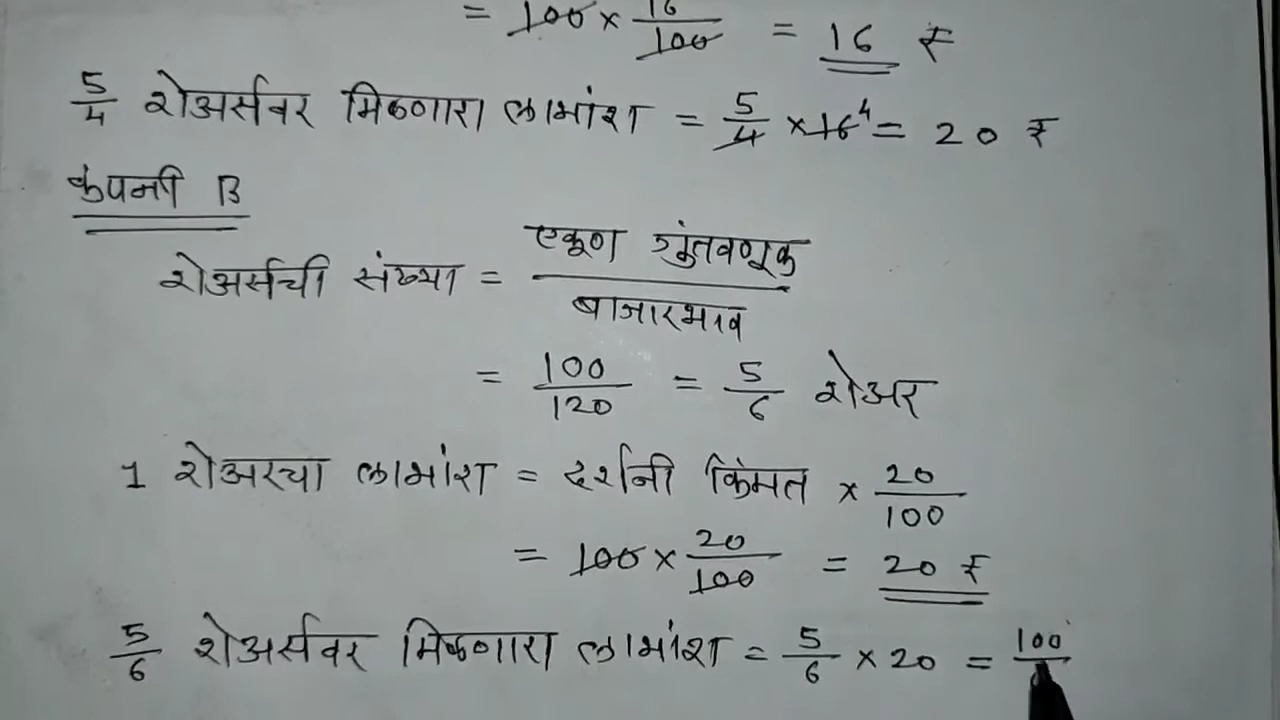 = 100 × 16/100 = 16 ₹
5/4 शेअर्सवर मिळणारा लाभांश = 5/4 × 16 4 = 20 ₹
कंपनी B
शेअर्सची संख्या = एकूण गुंतवणूक / बाजारभाव
= 100/120 = 5/6 शेअर
1 शेअरचा लाभांश = दर्शनी किंमत × 20/100
= 100 × 20/100 = 20 ₹
5/6 शेअर्सवर मिळणारा लाभांश = 5/6 × 20 = 100